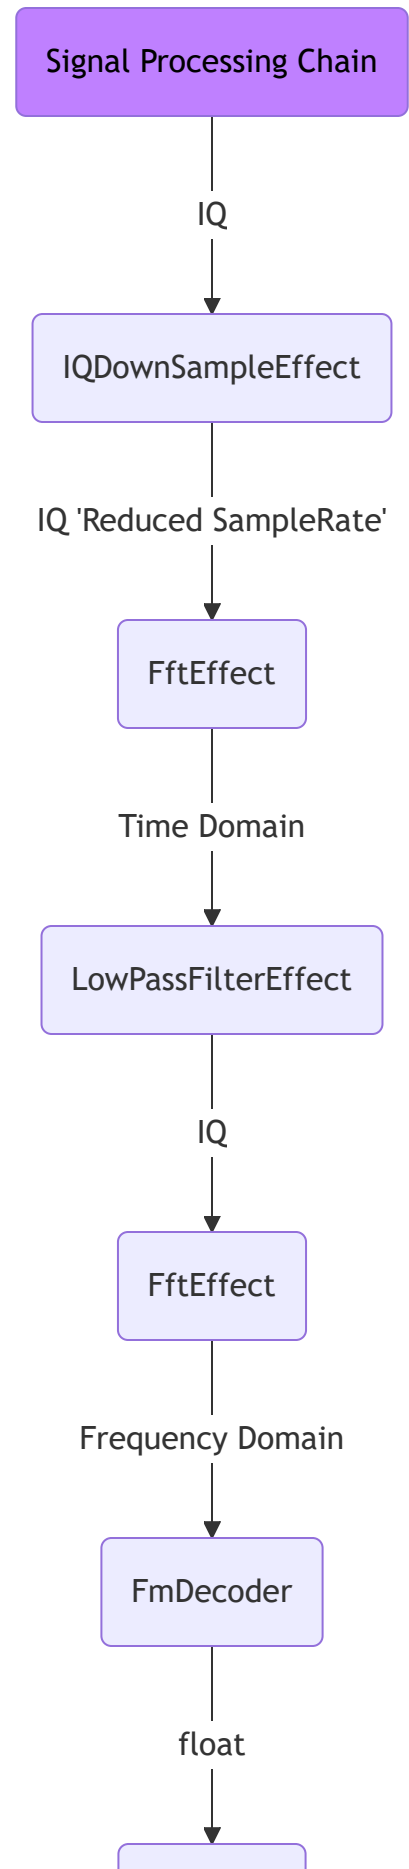 Signal Processing Chain
IQ
IQDownSampleEffect
IQ 'Reduced SampleRate'
FftEffect
Time Domain
LowPassFilterEffect
IQ
FftEffect
Frequency Domain
FmDecoder
float